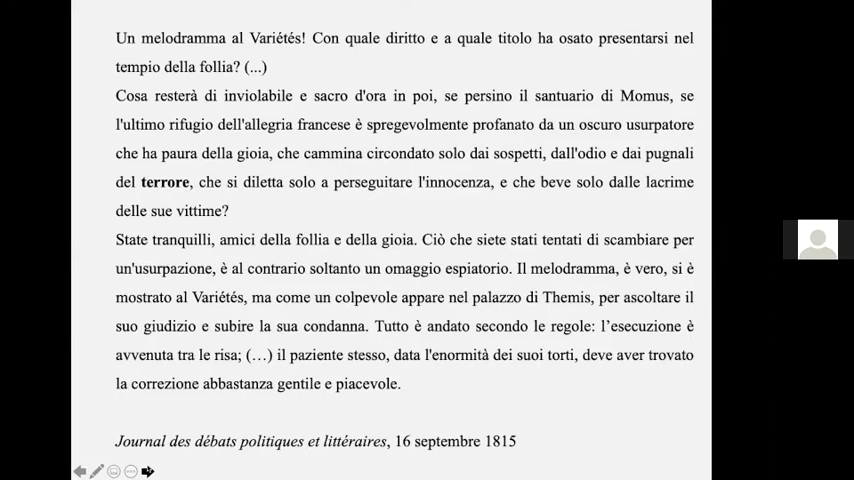 Un melodramma al Variétés! Con quale diritto e a quale titolo ha osato presentarsi nel
tempio della follia? (...)
Cosa resterà di inviolabile e sacro d'ora in poi, se persino il santuario di Momus, se
l'ultimo rifugio dell'allegria francese è spregevolmente profanato da un oscuro usurpatore
che ha paura della gioia, che cammina circondato solo dai sospetti, dall'odio e dai pugnali
del terrore, che si diletta solo a perseguitare l'innocenza, e che beve solo dalle lacrime
delle sue vittime?
State tranquilli, amici della follia e della gioia. Ciò che siete stati tentati di scambiare per
un'usurpazione, è al contrario soltanto un omaggio espiatorio. Il melodramma, è vero, si è
mostrato al Variétés, ma come un colpevole appare nel palazzo di Themis, per ascoltare il
suo giudizio e subire la sua condanna. Tutto è andato secondo le regole: l’esecuzione è
avvenuta tra le risa; (…) il paziente stesso, data l'enormità dei suoi torti, deve aver trovato
la correzione abbastanza gentile e piacevole.
Journal des débats politiques et littéraires, 16 septembre 1815